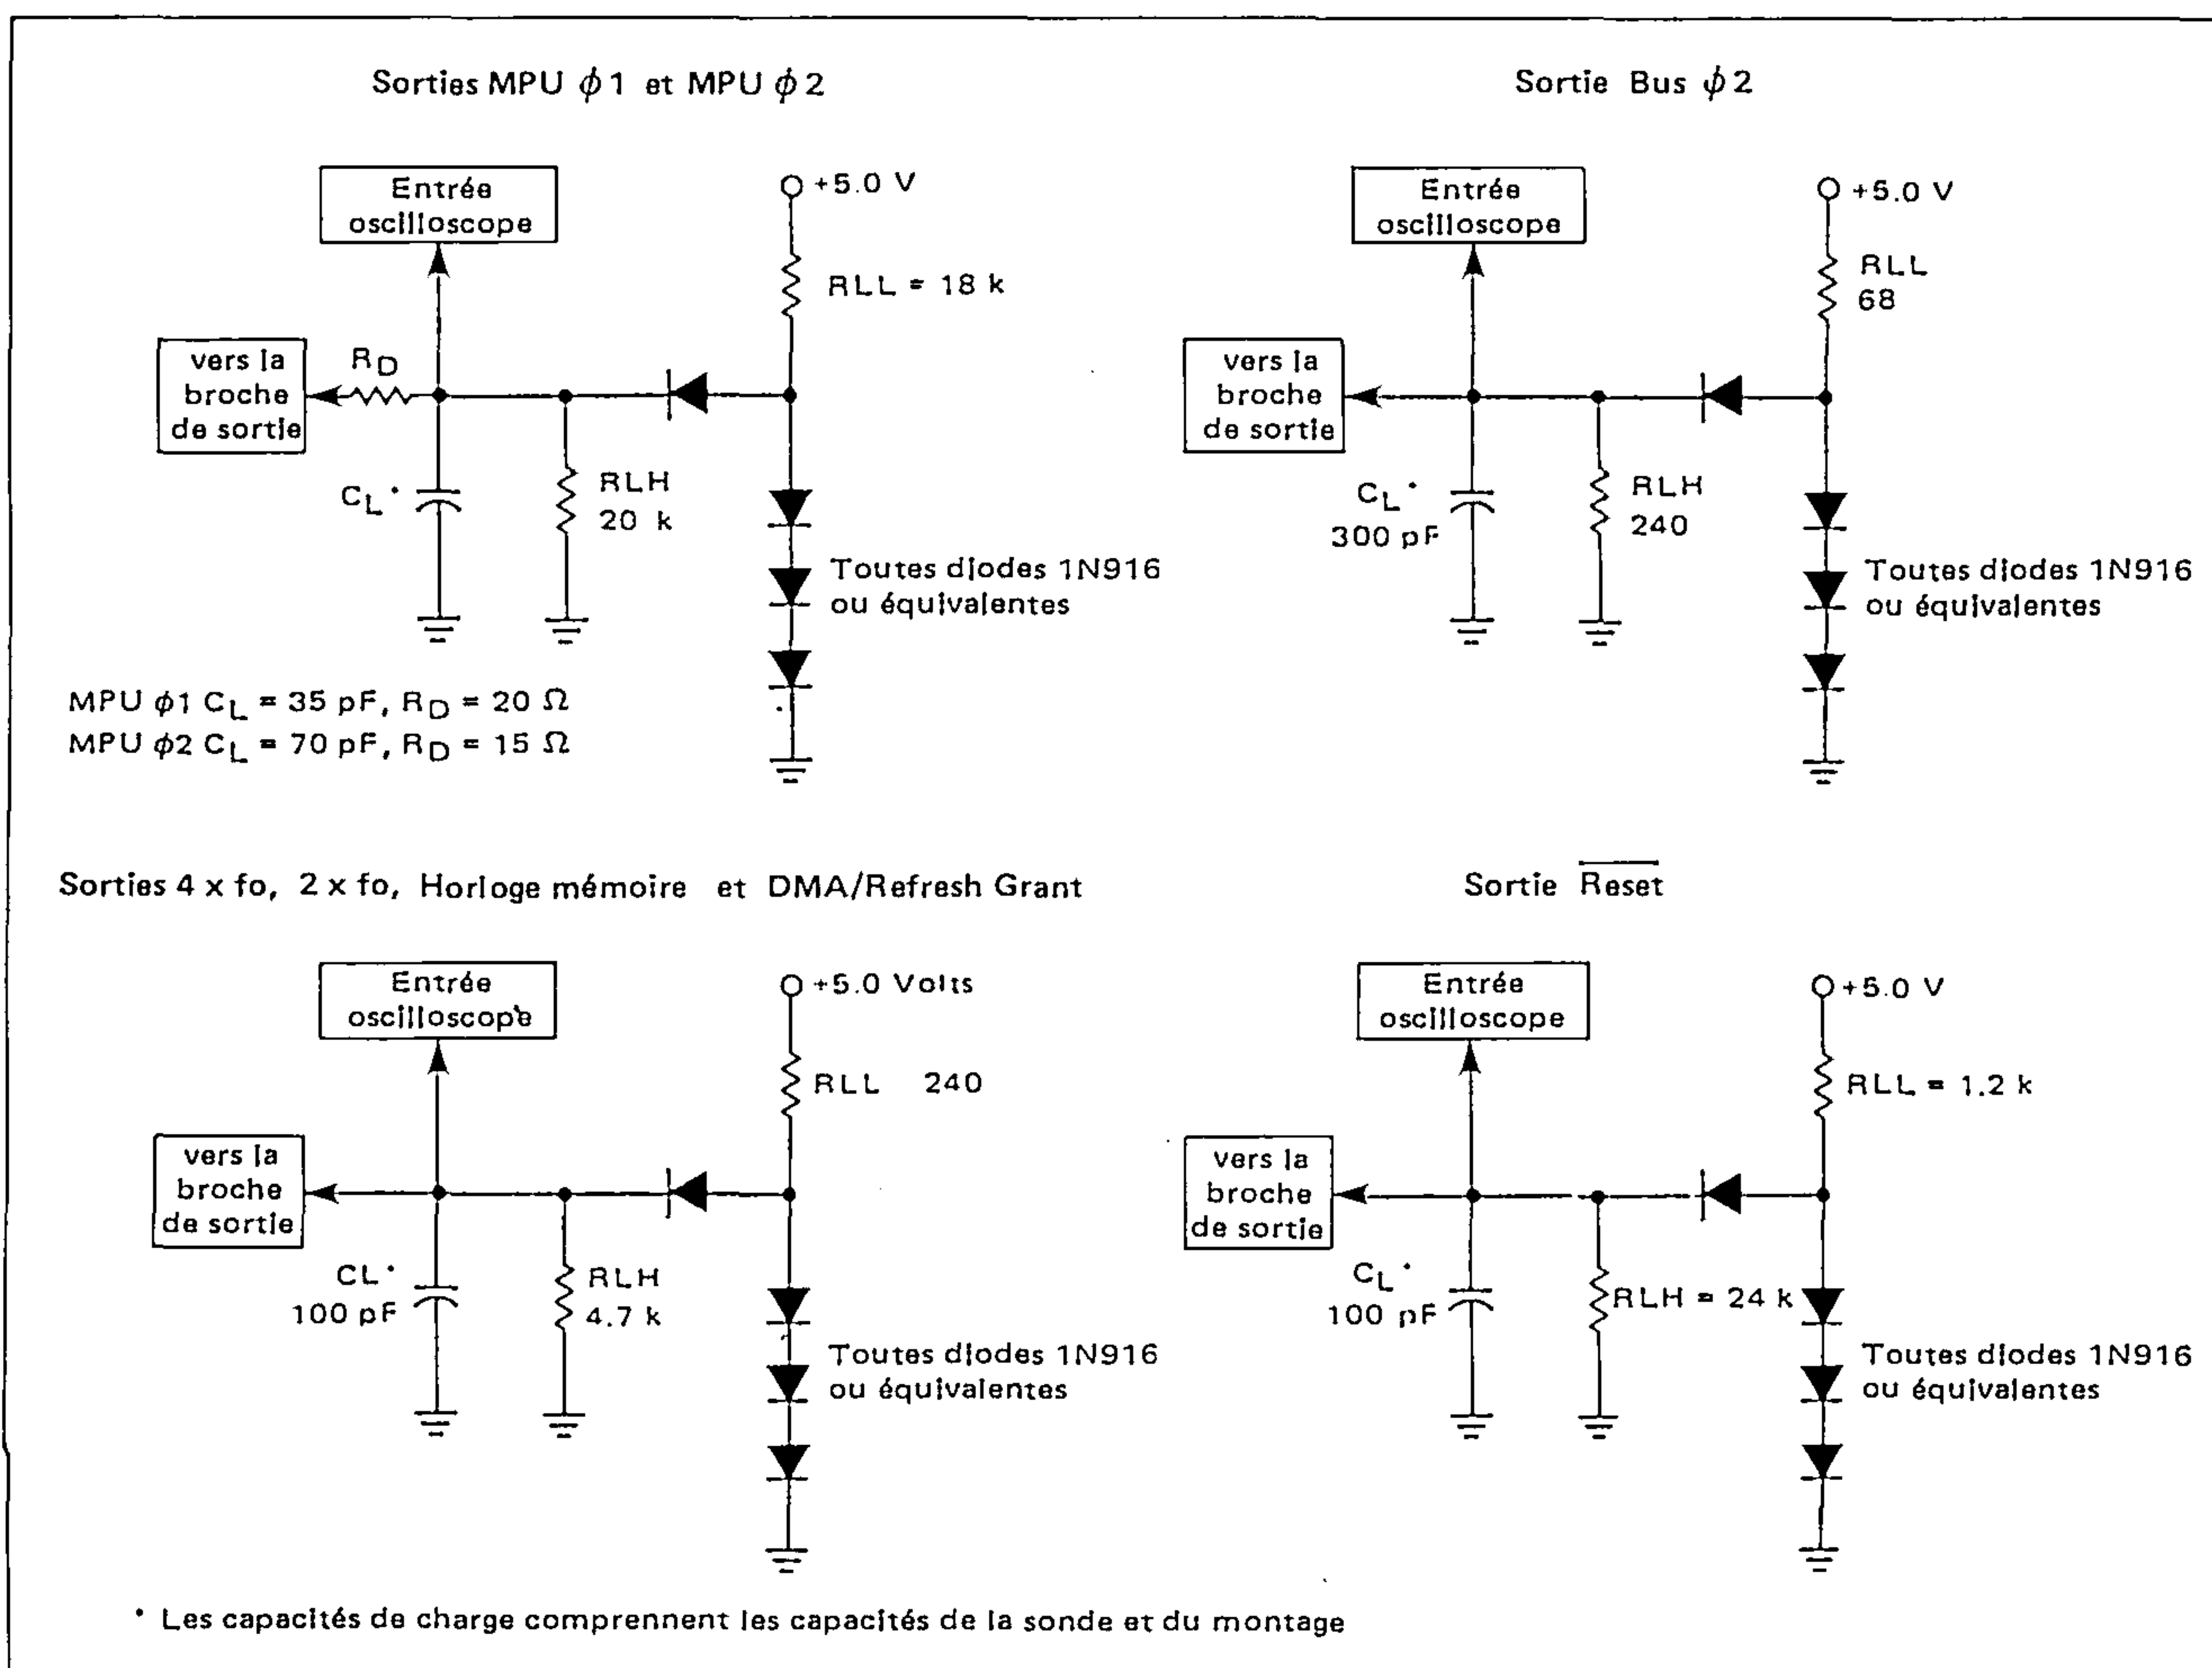 Sorties MPU ϕ1 et MPU ϕ2
Entrée
oscilloscope
+5.0 V
RLL = 18 k
vers la
broche
de sortie
RD
CL*
RLH
20 k
Toutes diodes 1N916
ou équivalentes
MPU ϕ1 CL = 35 pF, RD = 20 Ω
MPU ϕ2 CL = 70 pF, RD = 15 Ω
Sortie Bus ϕ2
Entrée
oscilloscope
+5.0 V
RLL
68
vers la
broche
de sortie
CL*
300 pF
RLH
240
Toutes diodes 1N916
ou équivalentes
Sorties 4 x fo, 2 x fo, Horloge mémoire et DMA/Refresh Grant
Entrée
oscilloscope
+5.0 Volts
RLL 240
vers la
broche
de sortie
CL*
100 pF
RLH
4.7 k
Toutes diodes 1N916
ou équivalentes
Sortie Reset
Entrée
oscilloscope
+5.0 V
RLL = 1.2 k
vers la
broche
de sortie
CL*
100 pF
RLH = 24 k
Toutes diodes 1N916
ou équivalentes
* Les capacités de charge comprennent les capacités de la sonde et du montage